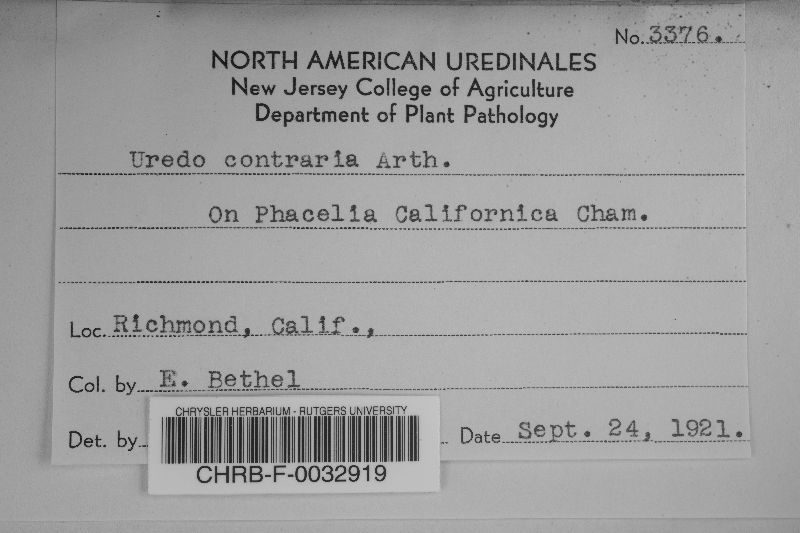 No. 3376.
NORTH AMERICAN UREDINALES
New Jersey College of Agriculture
Department of Plant Pathology
Uredo contraria Arth.
On Phacelia Californica Cham.
Loc. Richmond, Calif.,
Col. by E. Bethel
Det. by Date Sept. 24, 1921.
CHRYSLER HERBARIUM - RUTGERS UNIVERSITY
CHRB-F-0032919